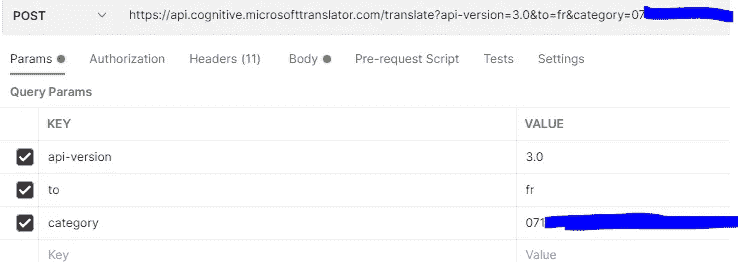 POST https://api.cognitive.microsofttranslator.com/translate?api-version=3.0&to=fr&category=07
Params Authorization Headers (11) Body Pre-request Script Tests Settings
Query Params
KEY VALUE
api-version 3.0
to fr
category 071
Key Value